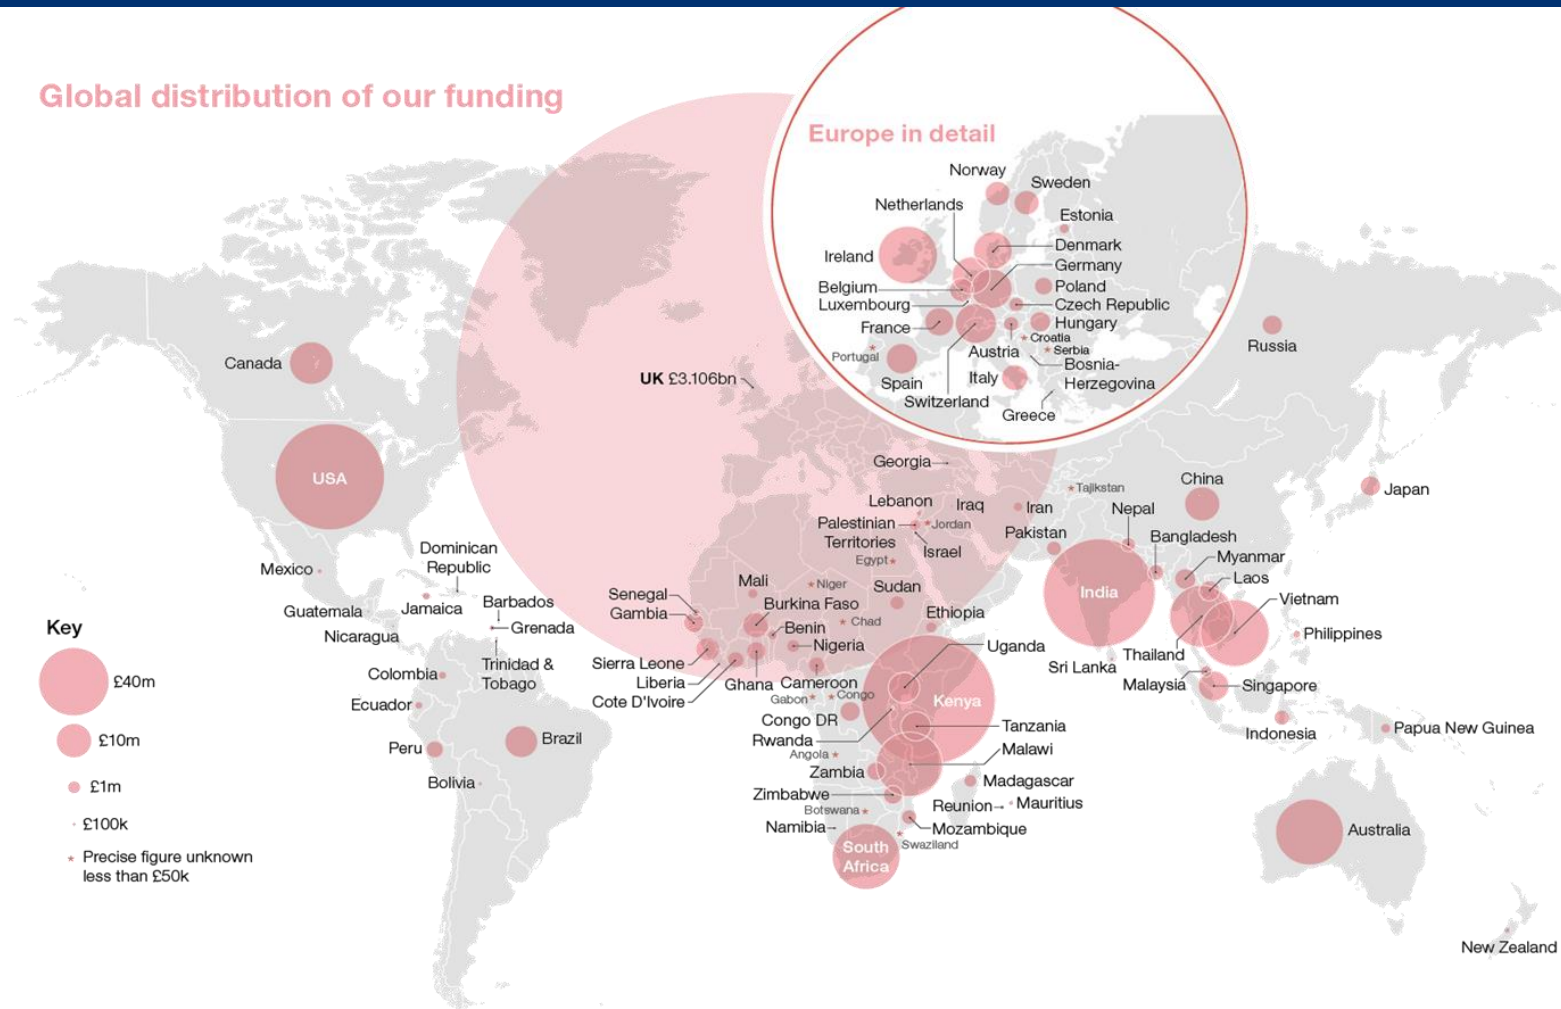 Global distribution of our funding
Europe in detail
Norway
Sweden
Netherlands
Estonia
Denmark
Ireland
Germany
Belgium
Poland
Luxembourg
Czech Republic
France
Hungary
Croatia
Portugal
Austria
Serbia
Bosnia-
Herzegovina
Spain
Italy
Switzerland
Greece
Canada
UK £3.106bn
Russia
USA
Georgia
China
Tajikstan
Japan
Lebanon
Iraq
Iran
Nepal
Palestinian
Territories
Jordan
Pakistan
Bangladesh
Israel
Egypt
Myanmar
Dominican
Republic
Mexico
Mali
Niger
Sudan
Laos
India
Senegal
Gambia
Burkina Faso
Vietnam
Guatemala
Jamaica
Barbados
Grenada
Ethiopia
Chad
Benin
Philippines
Nicaragua
Nigeria
Uganda
Key
Sierra Leone
Thailand
Sri Lanka
Trinidad &
Tobago
Colombia
Liberia
Ghana
Cameroon
Malaysia
Singapore
£40m
Cote D'Ivoire
Gabon
Congo
Kenya
Ecuador
Congo DR
Tanzania
Papua New Guinea
Indonesia
£10m
Peru
Brazil
Rwanda
Malawi
Angola
Zambia
Bolivia
Madagascar
£1m
Zimbabwe
Reunion
Mauritius
Botswana
£100k
Namibia
Mozambique
Australia
Swaziland
South
Africa
Precise figure unknown
less than £50k
New Zealand